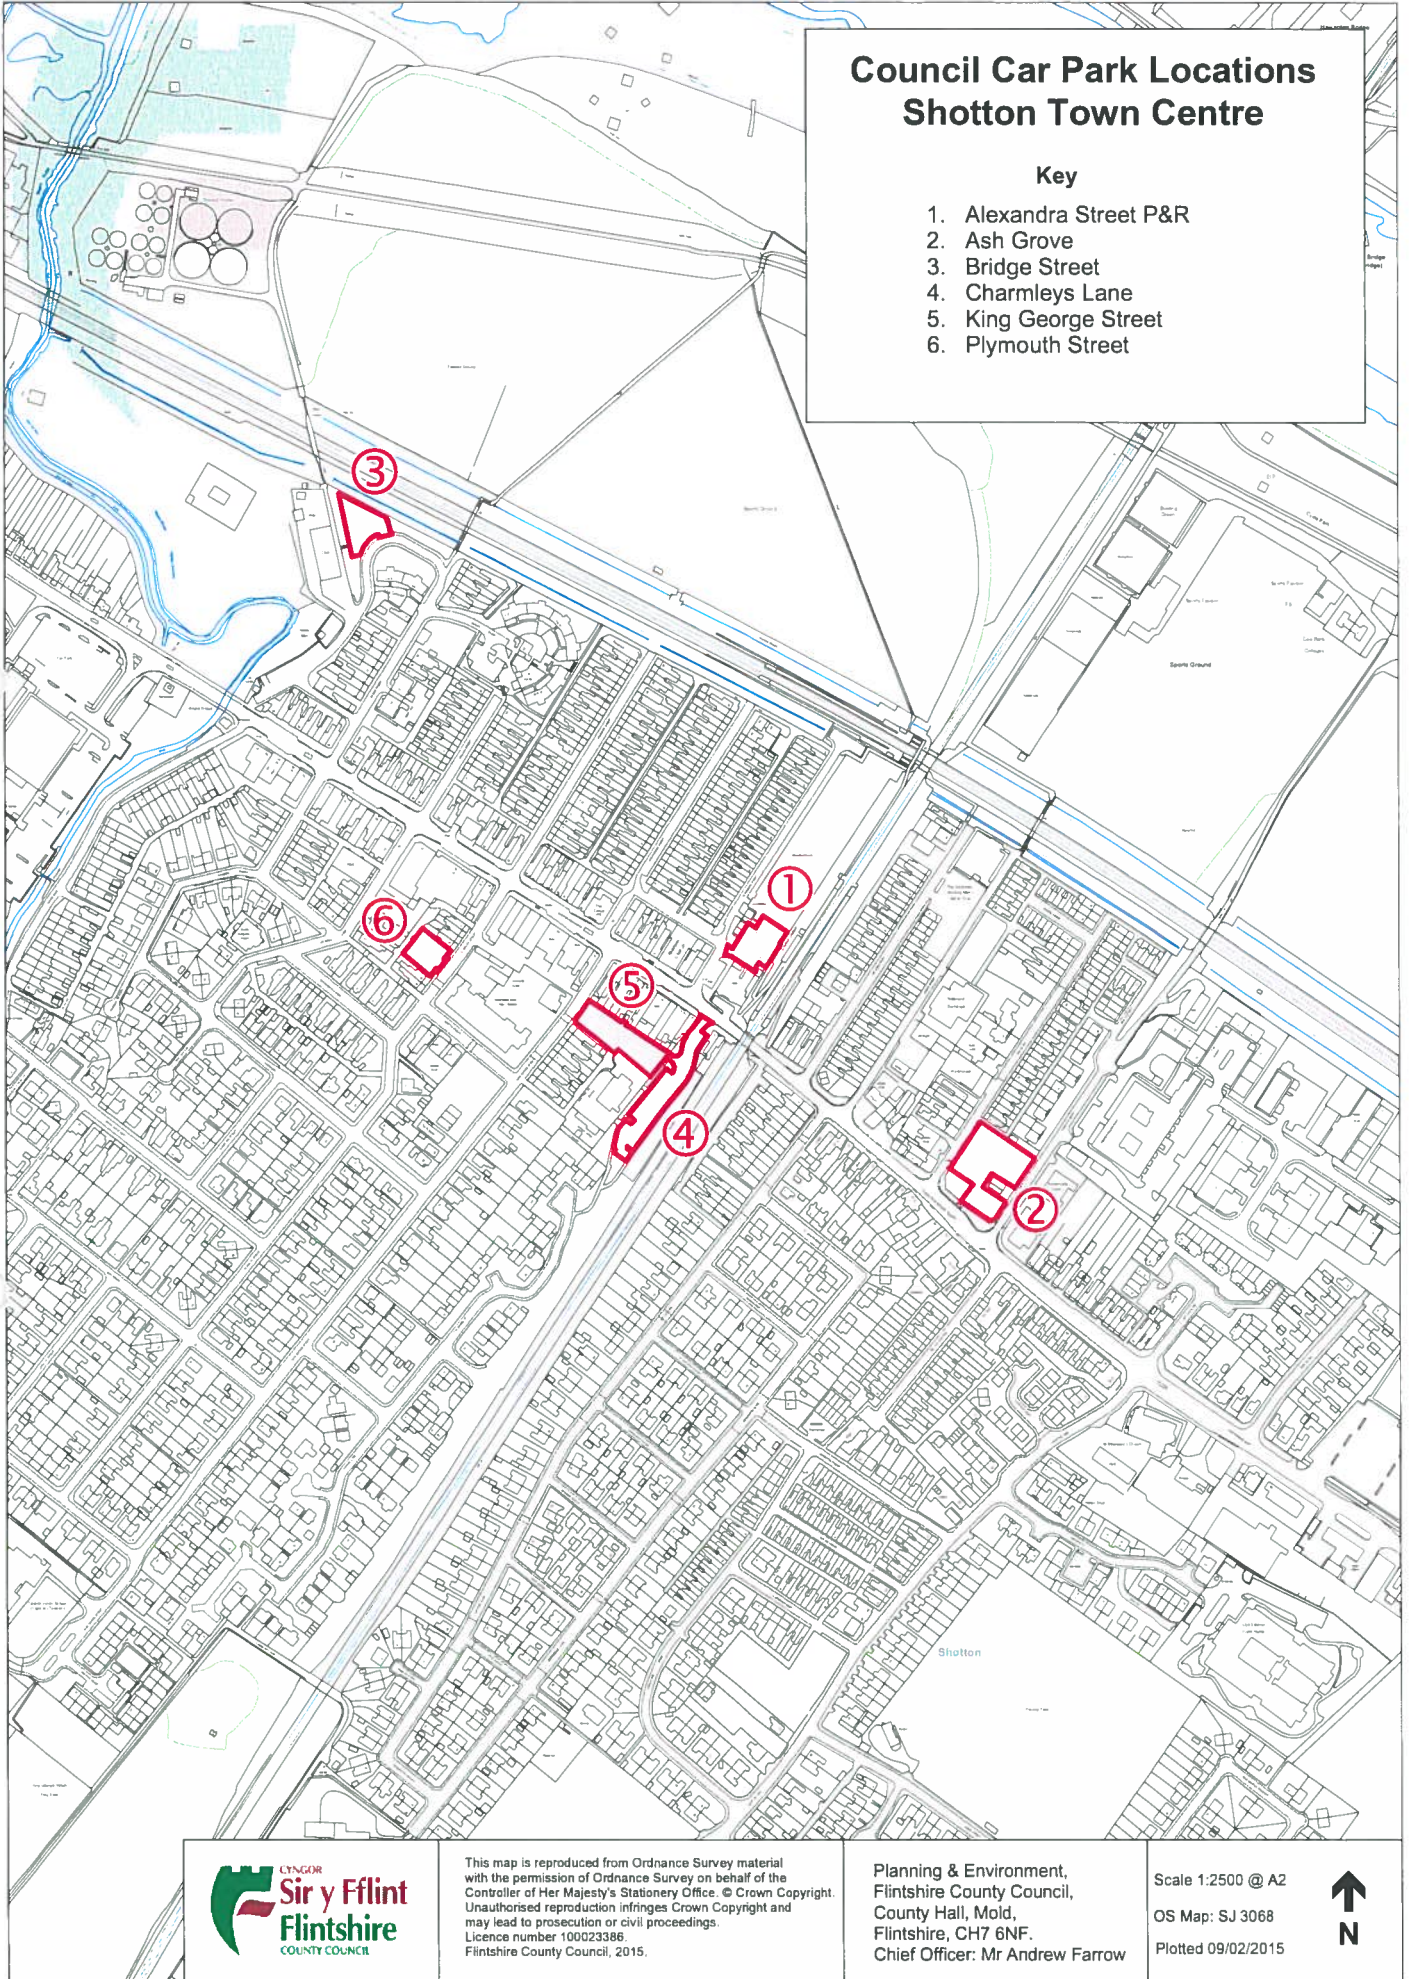 Council Car Park Locations
Shotton Town Centre
Key
1. Alexandra Street P&R
2. Ash Grove
3. Bridge Street
4. Charmleys Lane
5. King George Street
6. Plymouth Street
3
1
6
5
4
2
Sports Ground
Shotton
CYNGOR
Sir y Fflint
Flintshire
COUNTY COUNCIL
This map is reproduced from Ordnance Survey material
with the permission of Ordnance Survey on behalf of the
Controller of Her Majesty's Stationery Office. © Crown Copyright.
Unauthorised reproduction infringes Crown Copyright and
may lead to prosecution or civil proceedings.
Licence number 100023386.
Flintshire County Council, 2015.
Planning & Environment,
Flintshire County Council,
County Hall, Mold,
Flintshire, CH7 6NF.
Chief Officer: Mr Andrew Farrow
Scale 1:2500 @ A2
OS Map: SJ 3068
Plotted 09/02/2015
N